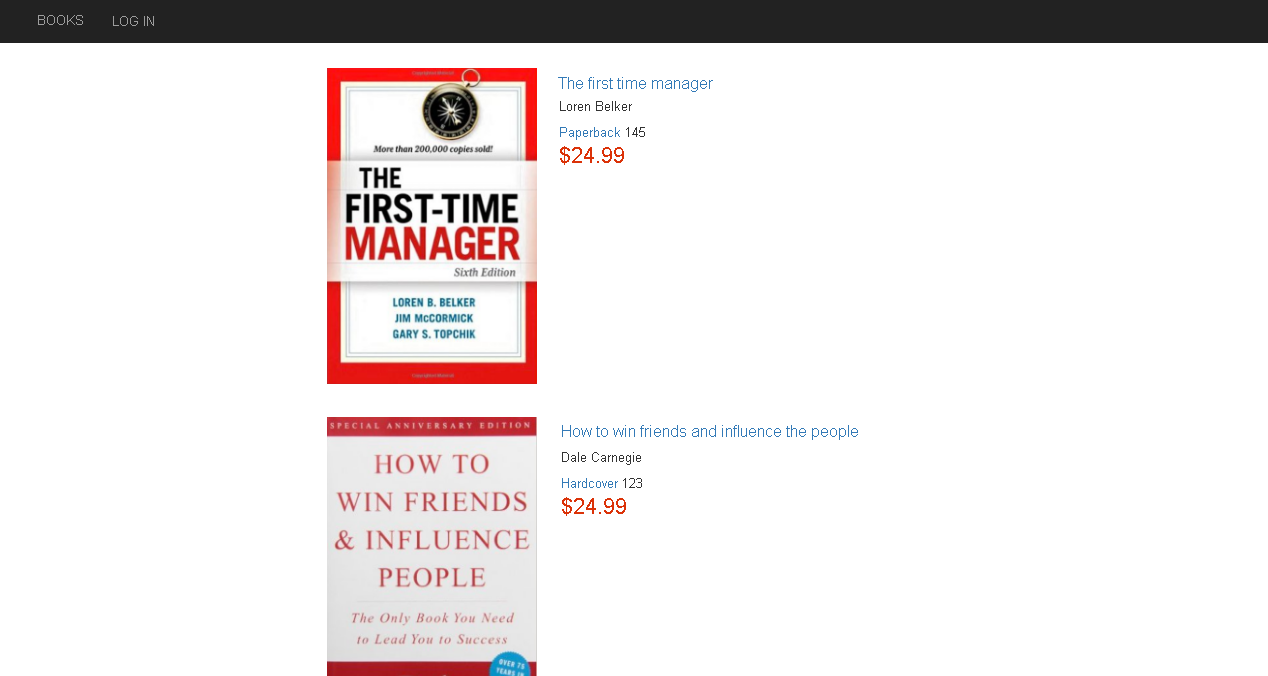 BOOKS LOG IN
More than 200,000 copies sold!
THE
FIRST-TIME
MANAGER
Sixth Edition
LOREN B. BELKER
JIM McCORMICK
GARY S. TOPCHIK
The first time manager
Loren Belker
Paperback 145
$24.99
SPECIAL ANNIVERSARY EDITION
HOW TO
WIN FRIENDS
& INFLUENCE
PEOPLE
The Only Book You Need
to Lead You to Success
OVER 75
YEARS IN
How to win friends and influence the people
Dale Carnegie
Hardcover 123
$24.99